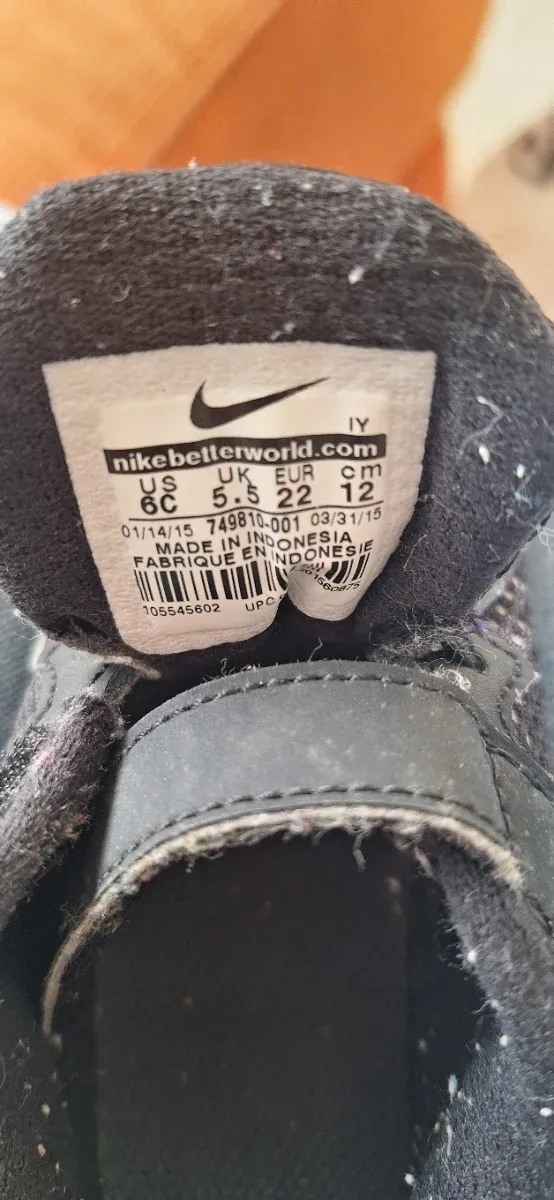 IY
nikebetterworld.com
US UK EUR cm
6C 5.5 22 12
01/14/15 749810-001 03/31/15
MADE IN INDONESIA
FABRIQUE EN INDONESIE
105545602 UPC